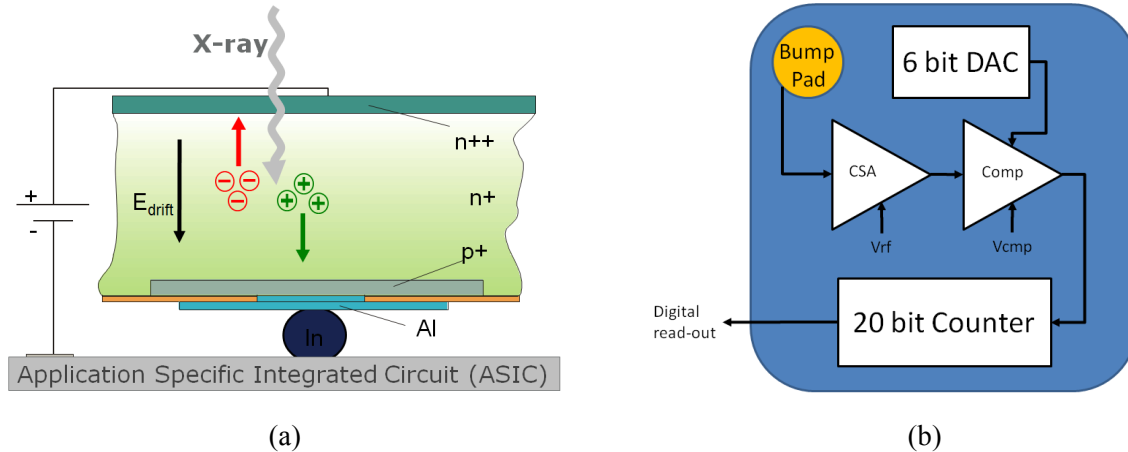 X-ray
n++
+
-
E drift
n+
p+
Al
In
Application Specific Integrated Circuit (ASIC)
(a)
Bump
Pad
6 bit DAC
CSA
Comp
Vrf
Vcmp
Digital
read-out
20 bit Counter
(b)